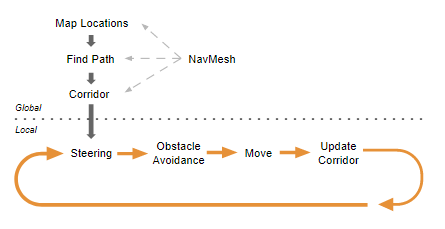 Map Locations
Find Path
NavMesh
Corridor
Global
Local
Steering
Obstacle
Avoidance
Move
Update
Corridor